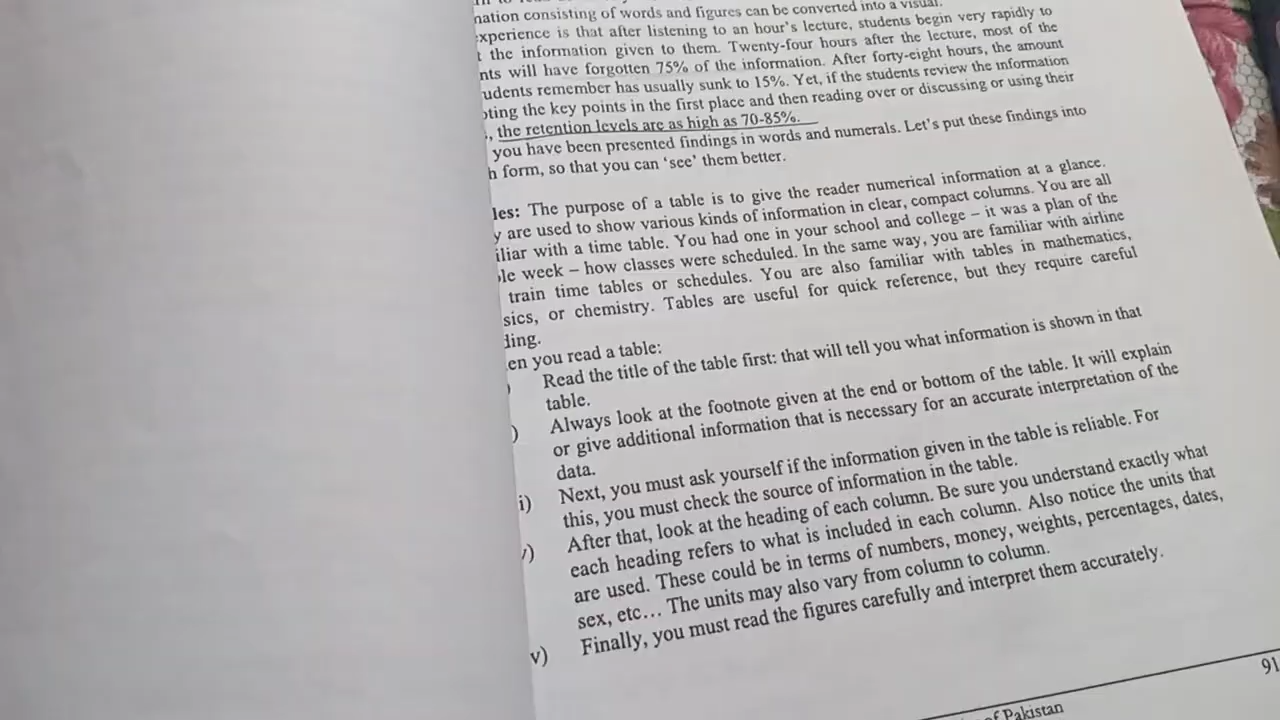 nation consisting of words and figures can be converted into a visual.
xperience is that after listening to an hour's lecture, students begin very rapidly to
t the information given to them. Twenty-four hours after the lecture, most of the
nts will have forgotten 75% of the information. After forty-eight hours, the amount
udents remember has usually sunk to 15%. Yet, if the students review the information
oting the key points in the first place and then reading over or discussing or using their
, the retention levels are as high as 70-85%.
you have been presented findings in words and numerals. Let's put these findings into
h form, so that you can 'see' them better.
les: The purpose of a table is to give the reader numerical information at a glance.
y are used to show various kinds of information in clear, compact columns. You are all
iliar with a time table. You had one in your school and college – it was a plan of the
le week – how classes were scheduled. In the same way, you are familiar with airline
train time tables or schedules. You are also familiar with tables in mathematics,
sics, or chemistry. Tables are useful for quick reference, but they require careful
ding.
en you read a table:
) Read the title of the table first: that will tell you what information is shown in that
table.
) Always look at the footnote given at the end or bottom of the table. It will explain
or give additional information that is necessary for an accurate interpretation of the
data.
i) Next, you must ask yourself if the information given in the table is reliable. For
this, you must check the source of information in the table.
) After that, look at the heading of each column. Be sure you understand exactly what
each heading refers to what is included in each column. Also notice the units that
are used. These could be in terms of numbers, money, weights, percentages, dates,
sex, etc... The units may also vary from column to column.
v) Finally, you must read the figures carefully and interpret them accurately.
91
of Pakistan